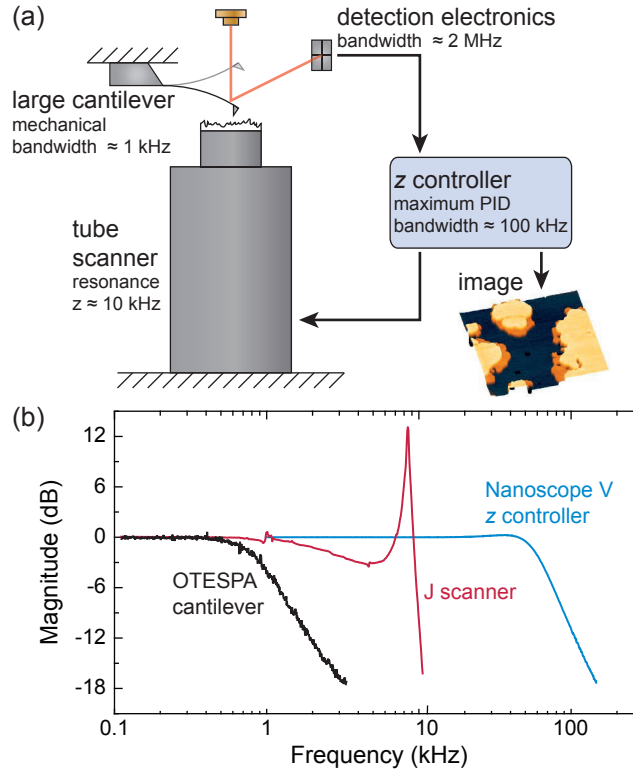 (a)
detection electronics
bandwidth ≈ 2 MHz
large cantilever
mechanical
bandwidth ≈ 1 kHz
z controller
maximum PID
bandwidth ≈ 100 kHz
tube
scanner
resonance
z ≈ 10 kHz
image
(b)
12
6
0
-6
-12
-18
Magnitude (dB)
Nanoscope V
z controller
OTESPA
cantilever
J scanner
0.1
1
10
100
Frequency (kHz)